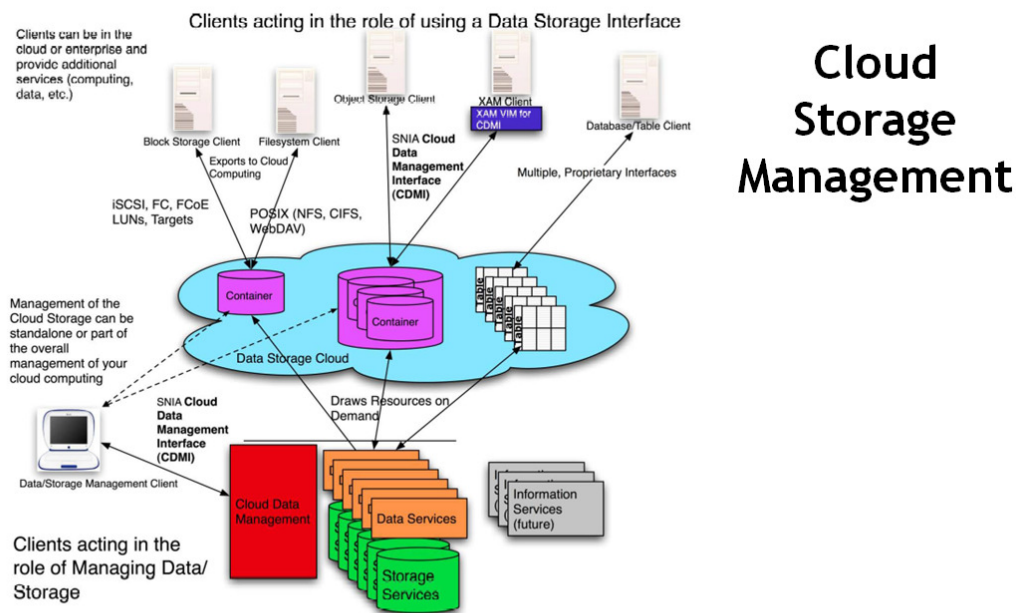 Clients acting in the role of using a Data Storage Interface
Cloud
Storage
Management
Clients can be in the
cloud or enterprise and
provide additional
services (computing,
data, etc.)
Block Storage Client
Filesystem Client
Object Storage Client
XAM Client
XAM VIM for
CDMI
Database/Table Client
Exports to Cloud
Computing
SNIA Cloud
Data
Management
Interface
(CDMI)
Multiple, Proprietary Interfaces
iSCSI, FC, FCoE
LUNs, Targets
POSIX (NFS, CIFS,
WebDAV)
Container
Container
Table
Table
Table
Table
Table
Data Storage Cloud
Management of the
Cloud Storage can be
standalone or part of
the overall
management of your
cloud computing
Draws Resources on
Demand
SNIA Cloud
Data
Management
Interface
(CDMI)
Data/Storage Management Client
Cloud Data
Management
Data Services
Storage
Services
Information
Services
(future)
Clients acting in the
role of Managing Data/
Storage